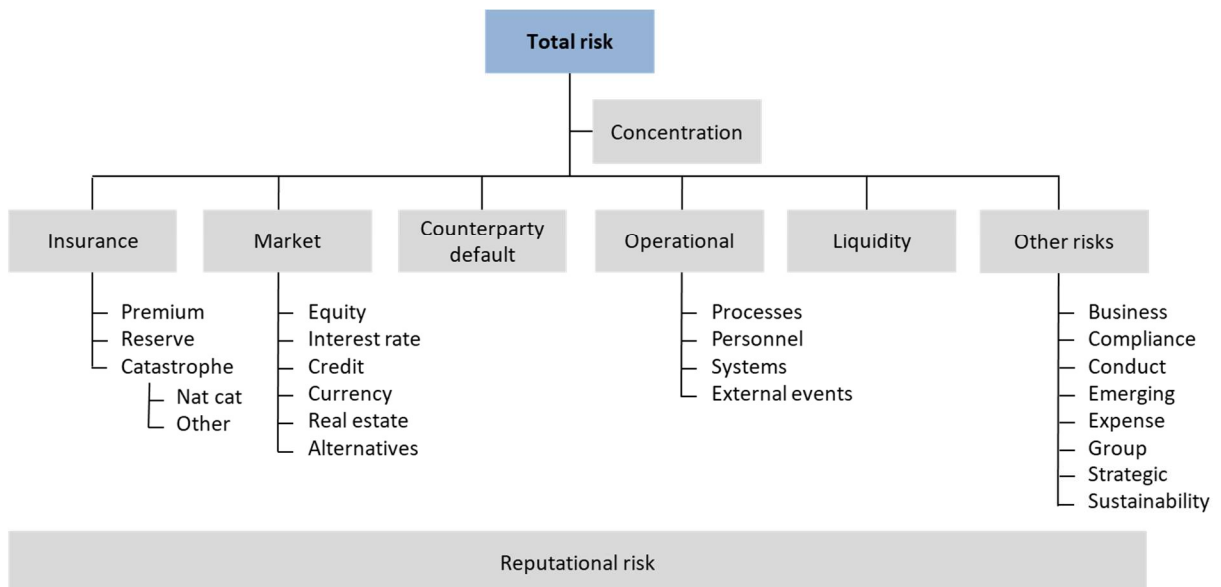 Total risk
Concentration
Insurance
Market
Counterparty
default
Operational
Liquidity
Other risks
Premium
Reserve
Catastrophe
Nat cat
Other
Equity
Interest rate
Credit
Currency
Real estate
Alternatives
Processes
Personnel
Systems
External events
Business
Compliance
Conduct
Emerging
Expense
Group
Strategic
Sustainability
Reputational risk